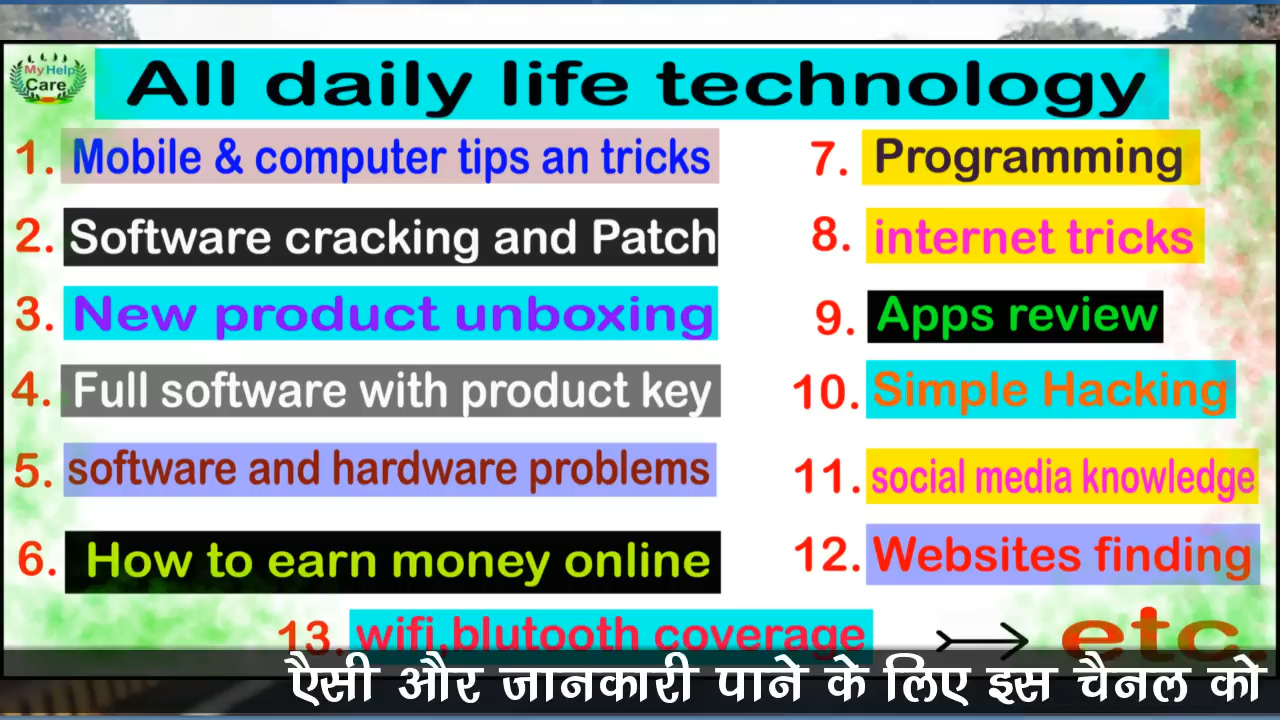 My Help
Care
All daily life technology
1. Mobile & computer tips an tricks
2. Software cracking and Patch
3. New product unboxing
4. Full software with product key
5. software and hardware problems
6. How to earn money online
7. Programming
8. internet tricks
9. Apps review
10. Simple Hacking
11. social media knowledge
12. Websites finding
13. wifi,blutooth coverage
etc.
ऐसी और जानकारी पाने के लिए इस चैनल को